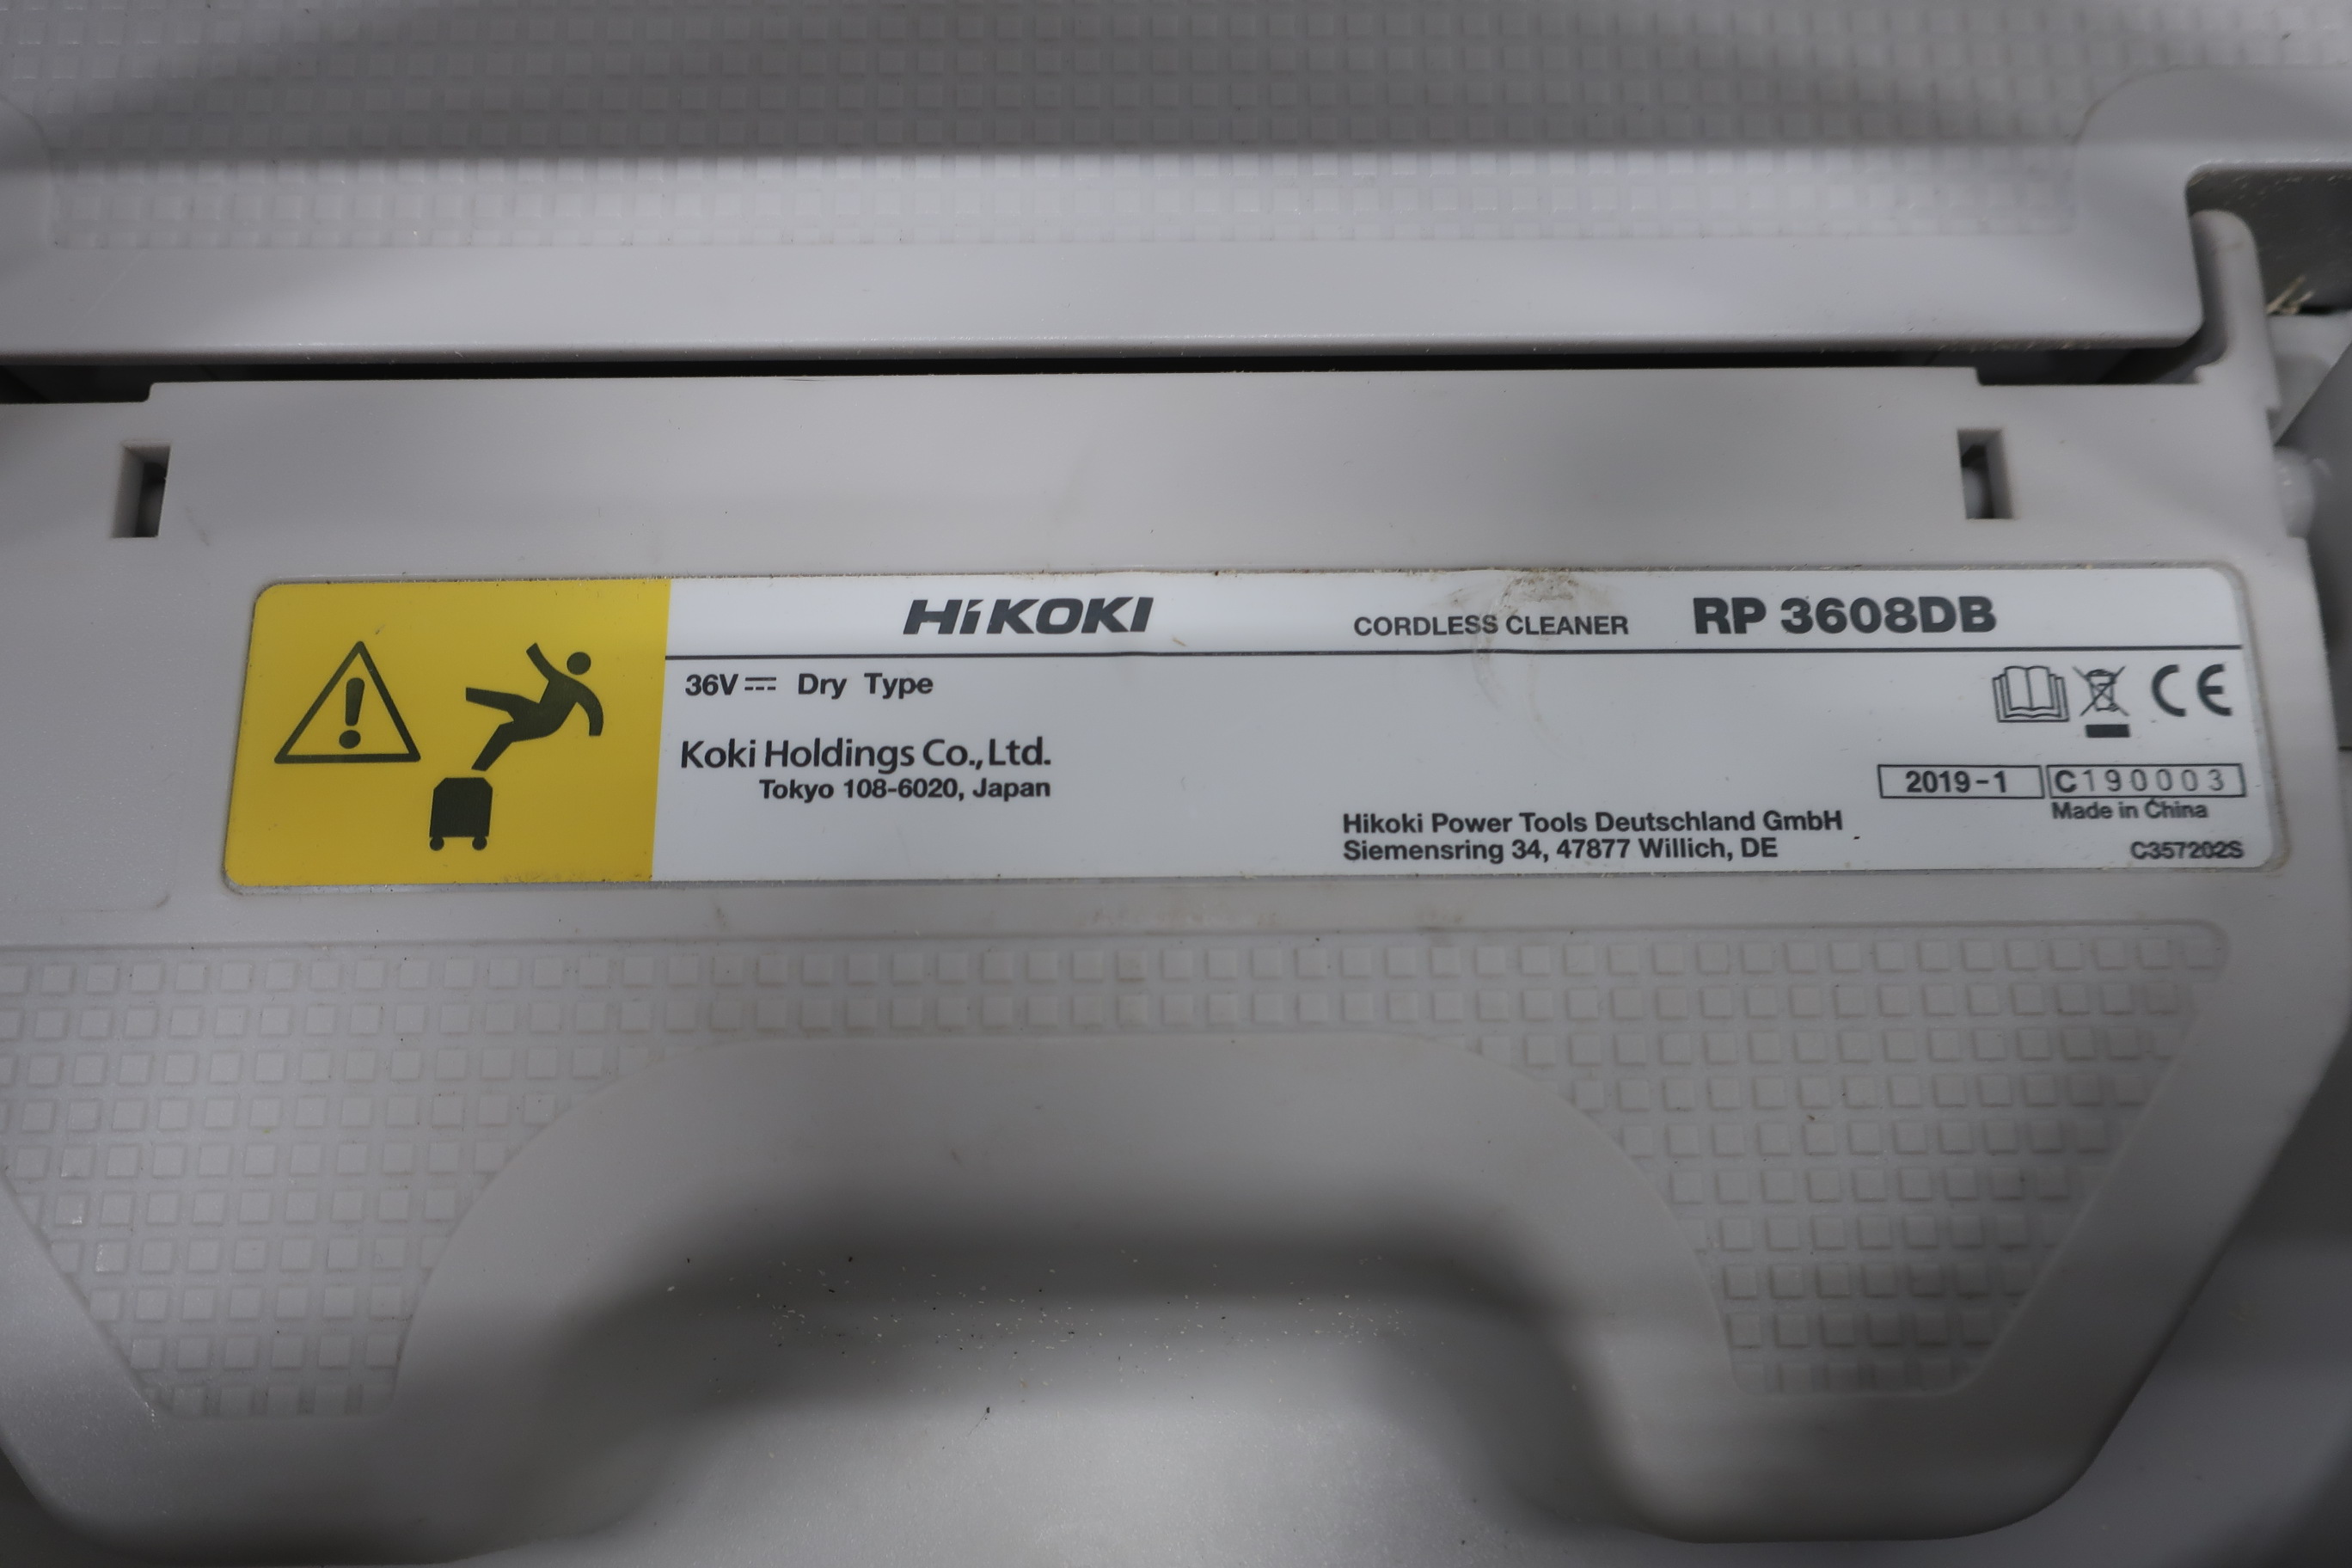 HiKOKI CORDLESS CLEANER RP 3608DB
36V Dry Type
CE
Koki Holdings Co., Ltd.
Tokyo 108-6020, Japan
2019-1 C190003
Made in China
Hikoki Power Tools Deutschland GmbH
Siemensring 34, 47877 Willich, DE
C357202S